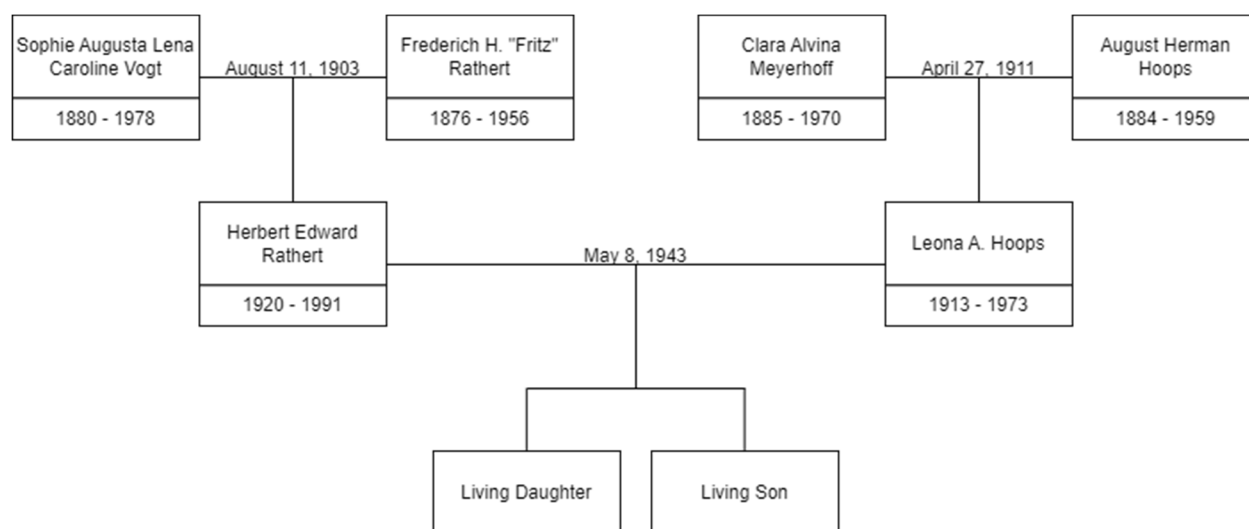 Sophie Augusta Lena
Caroline Vogt
1880 - 1978
August 11, 1903
Frederich H. "Fritz"
Rathert
1876 - 1956
Clara Alvina
Meyerhoff
1885 - 1970
April 27, 1911
August Herman
Hoops
1884 - 1959
Herbert Edward
Rathert
1920 - 1991
May 8, 1943
Leona A. Hoops
1913 - 1973
Living Daughter
Living Son